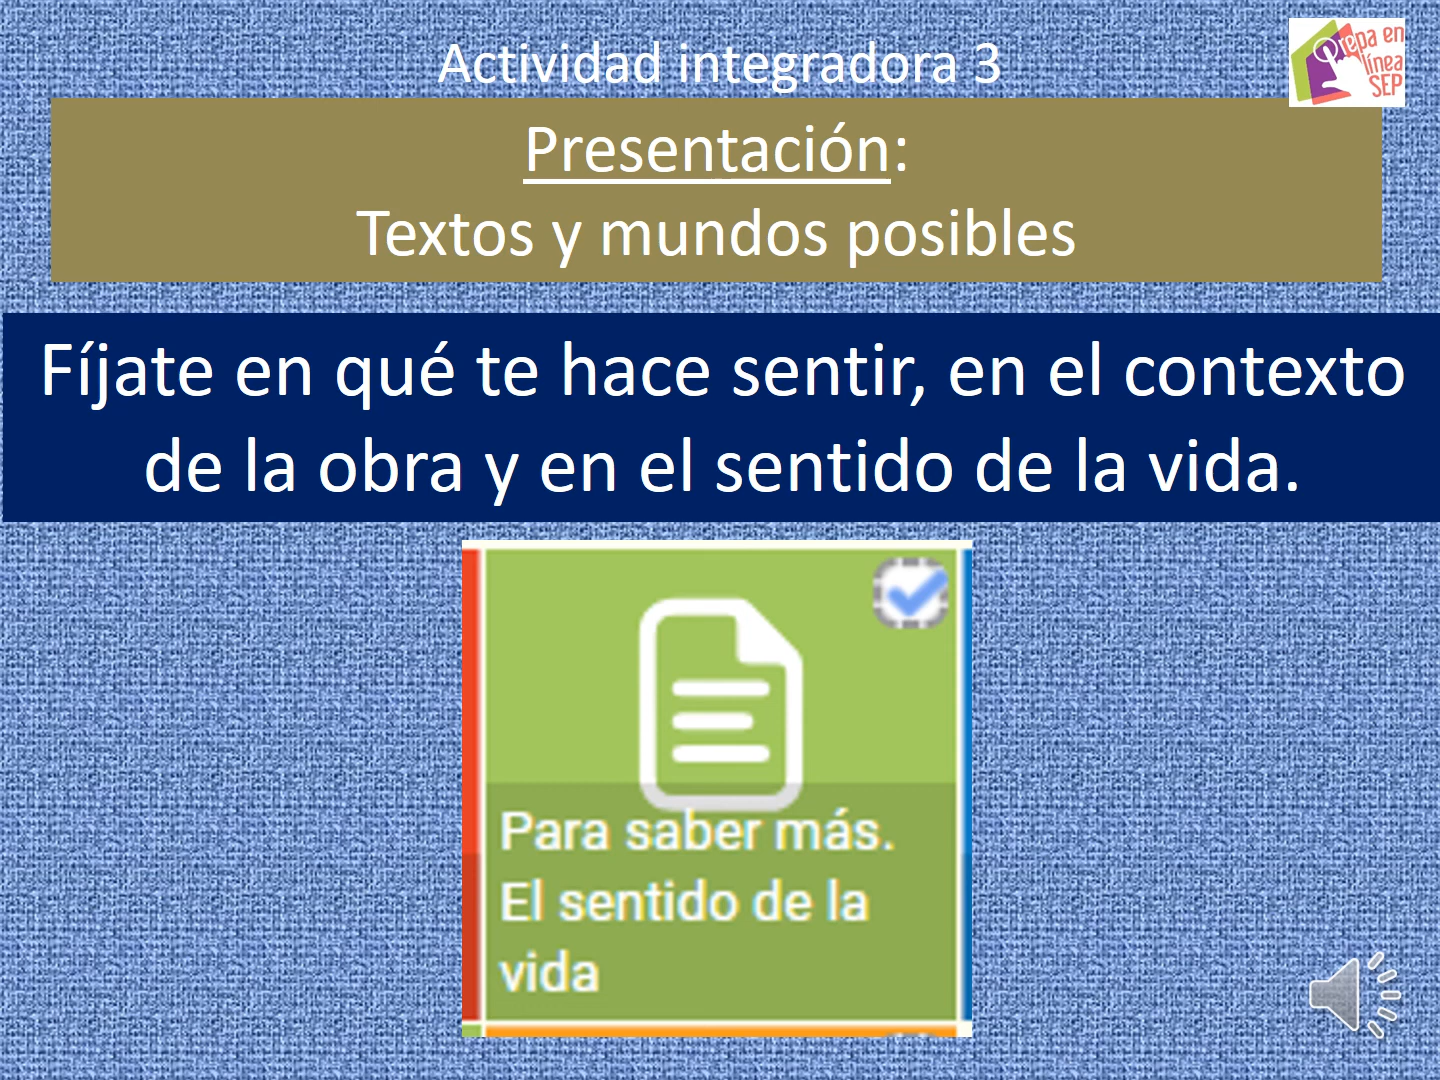 Actividad integradora 3
Prepa en
línea
SEP
Presentación:
Textos y mundos posibles
Fíjate en qué te hace sentir, en el contexto
de la obra y en el sentido de la vida.
Para saber más.
El sentido de la
vida